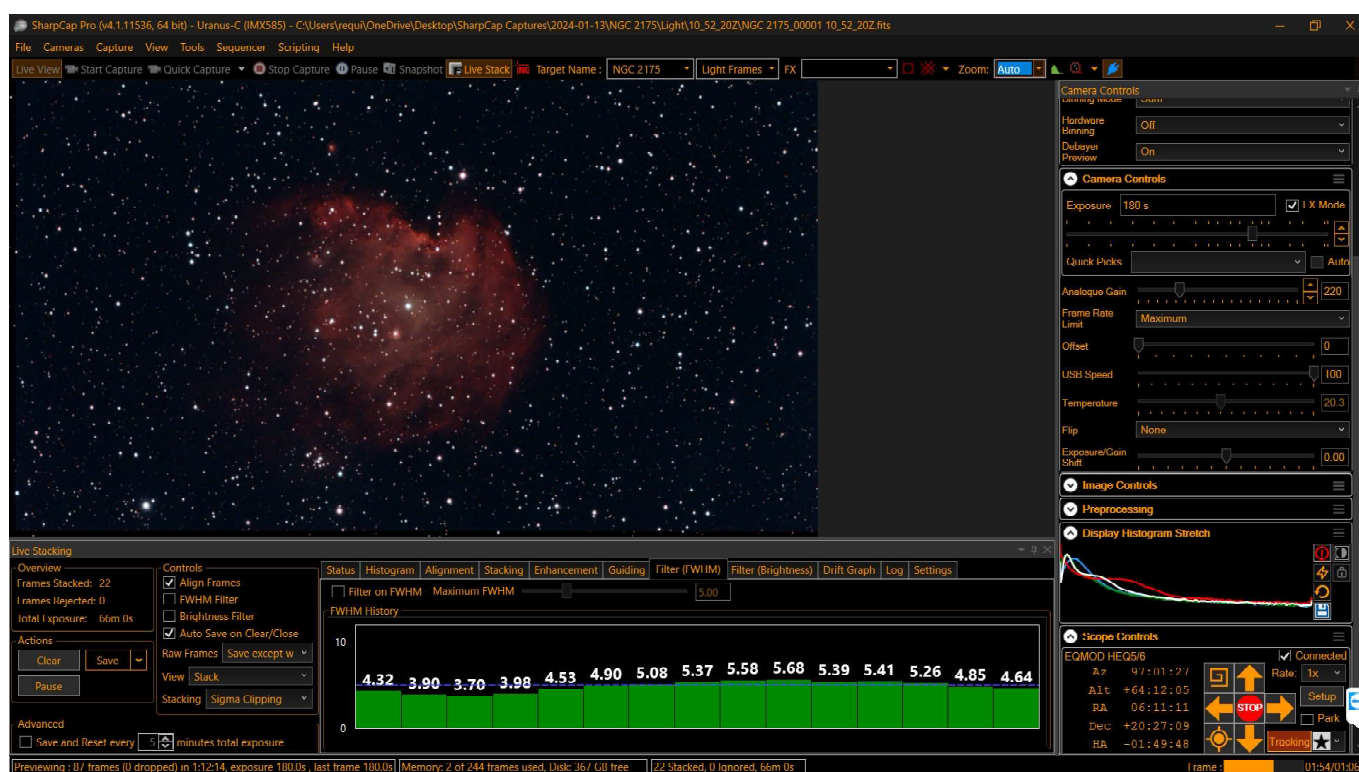 SharpCap Pro (v4.1.11536, 64 bit) - Uranus-C (IMX585) - C:\Users\requi\OneDrive\Desktop\SharpCap Captures\2024-01-13\NGC 2175\Light\10_52_20Z\NGC 2175_00001 10_52_20Z.fits
File Cameras Capture View Tools Sequencer Scripting Help
Live View Start Capture Quick Capture Stop Capture Pause Snapshot Live Stack Target Name : NGC 2175 Light Frames FX Zoom: Auto
Camera Controls
Binning Mode Sum
Hardware Binning Off
Debayer Preview On
Camera Controls
Exposure 180 s LX Mode
Quick Picks Auto
Analogue Gain 220
Frame Rate Limit Maximum
Offset 0
USB Speed 100
Temperature 20.3
Flip None
Exposure/Gain Shift 0.00
Image Controls
Preprocessing
Display Histogram Stretch
Scope Controls
EQMOD HEQ5/6 Connected
Az 97:01:27 Rate: 1x
Alt +64:12:05 Setup
RA 06:11:11 STOP Park
Dec +20:27:09
HA -01:49:48 Tracking
Live Stacking
Overview
Frames Stacked: 22
Frames Rejected: 0
Total Exposure: 66m 0s
Actions
Clear Save
Pause
Advanced
Save and Reset every 5 minutes total exposure
Controls
Align Frames
FWHM Filter
Brightness Filter
Auto Save on Clear/Close
Raw Frames Save except w
View Stack
Stacking Sigma Clipping
Status Histogram Alignment Stacking Enhancement Guiding Filter (FWHM) Filter (Brightness) Drift Graph Log Settings
Filter on FWHM Maximum FWHM 5.00
FWHM History
10
4.32 3.90 3.70 3.98 4.53 4.90 5.08 5.37 5.58 5.68 5.39 5.41 5.26 4.85 4.64
0
Previewing : 87 frames (0 dropped) in 1:12:14, exposure 180.0s , last frame 180.0s Memory: 2 of 244 frames used, Disk: 367 GB free 22 Stacked, 0 Ignored, 66m 0s Frame : 01:54/01:06